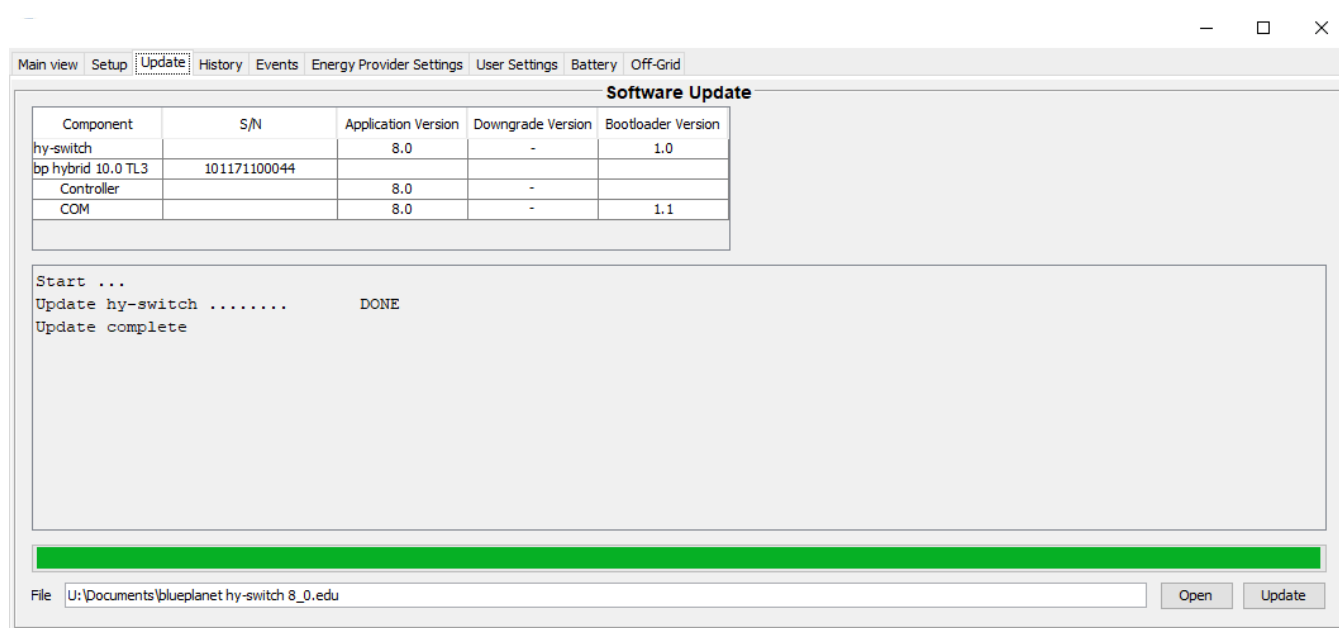 Main view Setup Update History Events Energy Provider Settings User Settings Battery Off-Grid
Software Update
Component S/N Application Version Downgrade Version Bootloader Version
hy-switch 8.0 - 1.0
bp hybrid 10.0 TL3 101171100044
Controller 8.0 -
COM 8.0 - 1.1
Start ...
Update hy-switch ........ DONE
Update complete
File U:\Documents\blueplanet hy-switch 8_0.edu Open Update